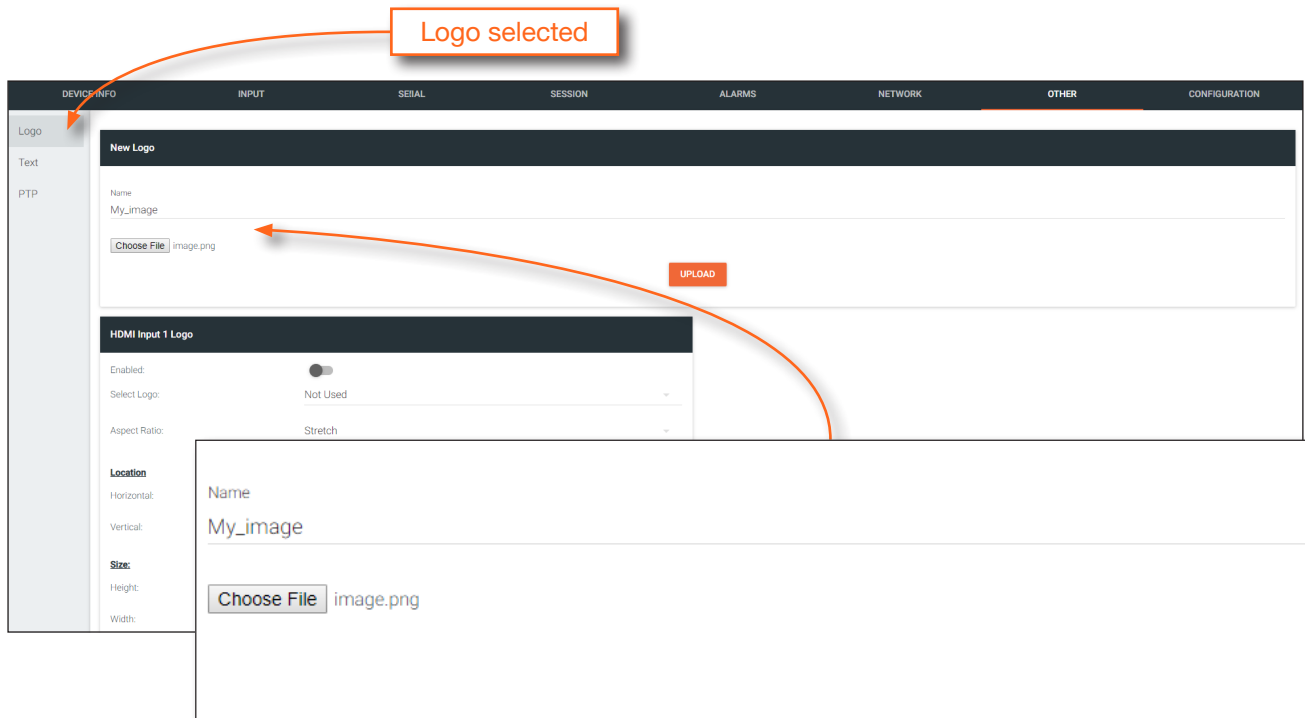 Logo selected
DEVICE INFO INPUT SEIIAL SESSION ALARMS NETWORK OTHER CONFIGURATION
Logo
Text
PTP
New Logo
Name
My_image
Choose File image.png
UPLOAD
HDMI Input 1 Logo
Enabled:
Select Logo: Not Used
Aspect Ratio: Stretch
Location
Horizontal:
Vertical:
Size:
Height:
Width:
Name
My_image
Choose File image.png